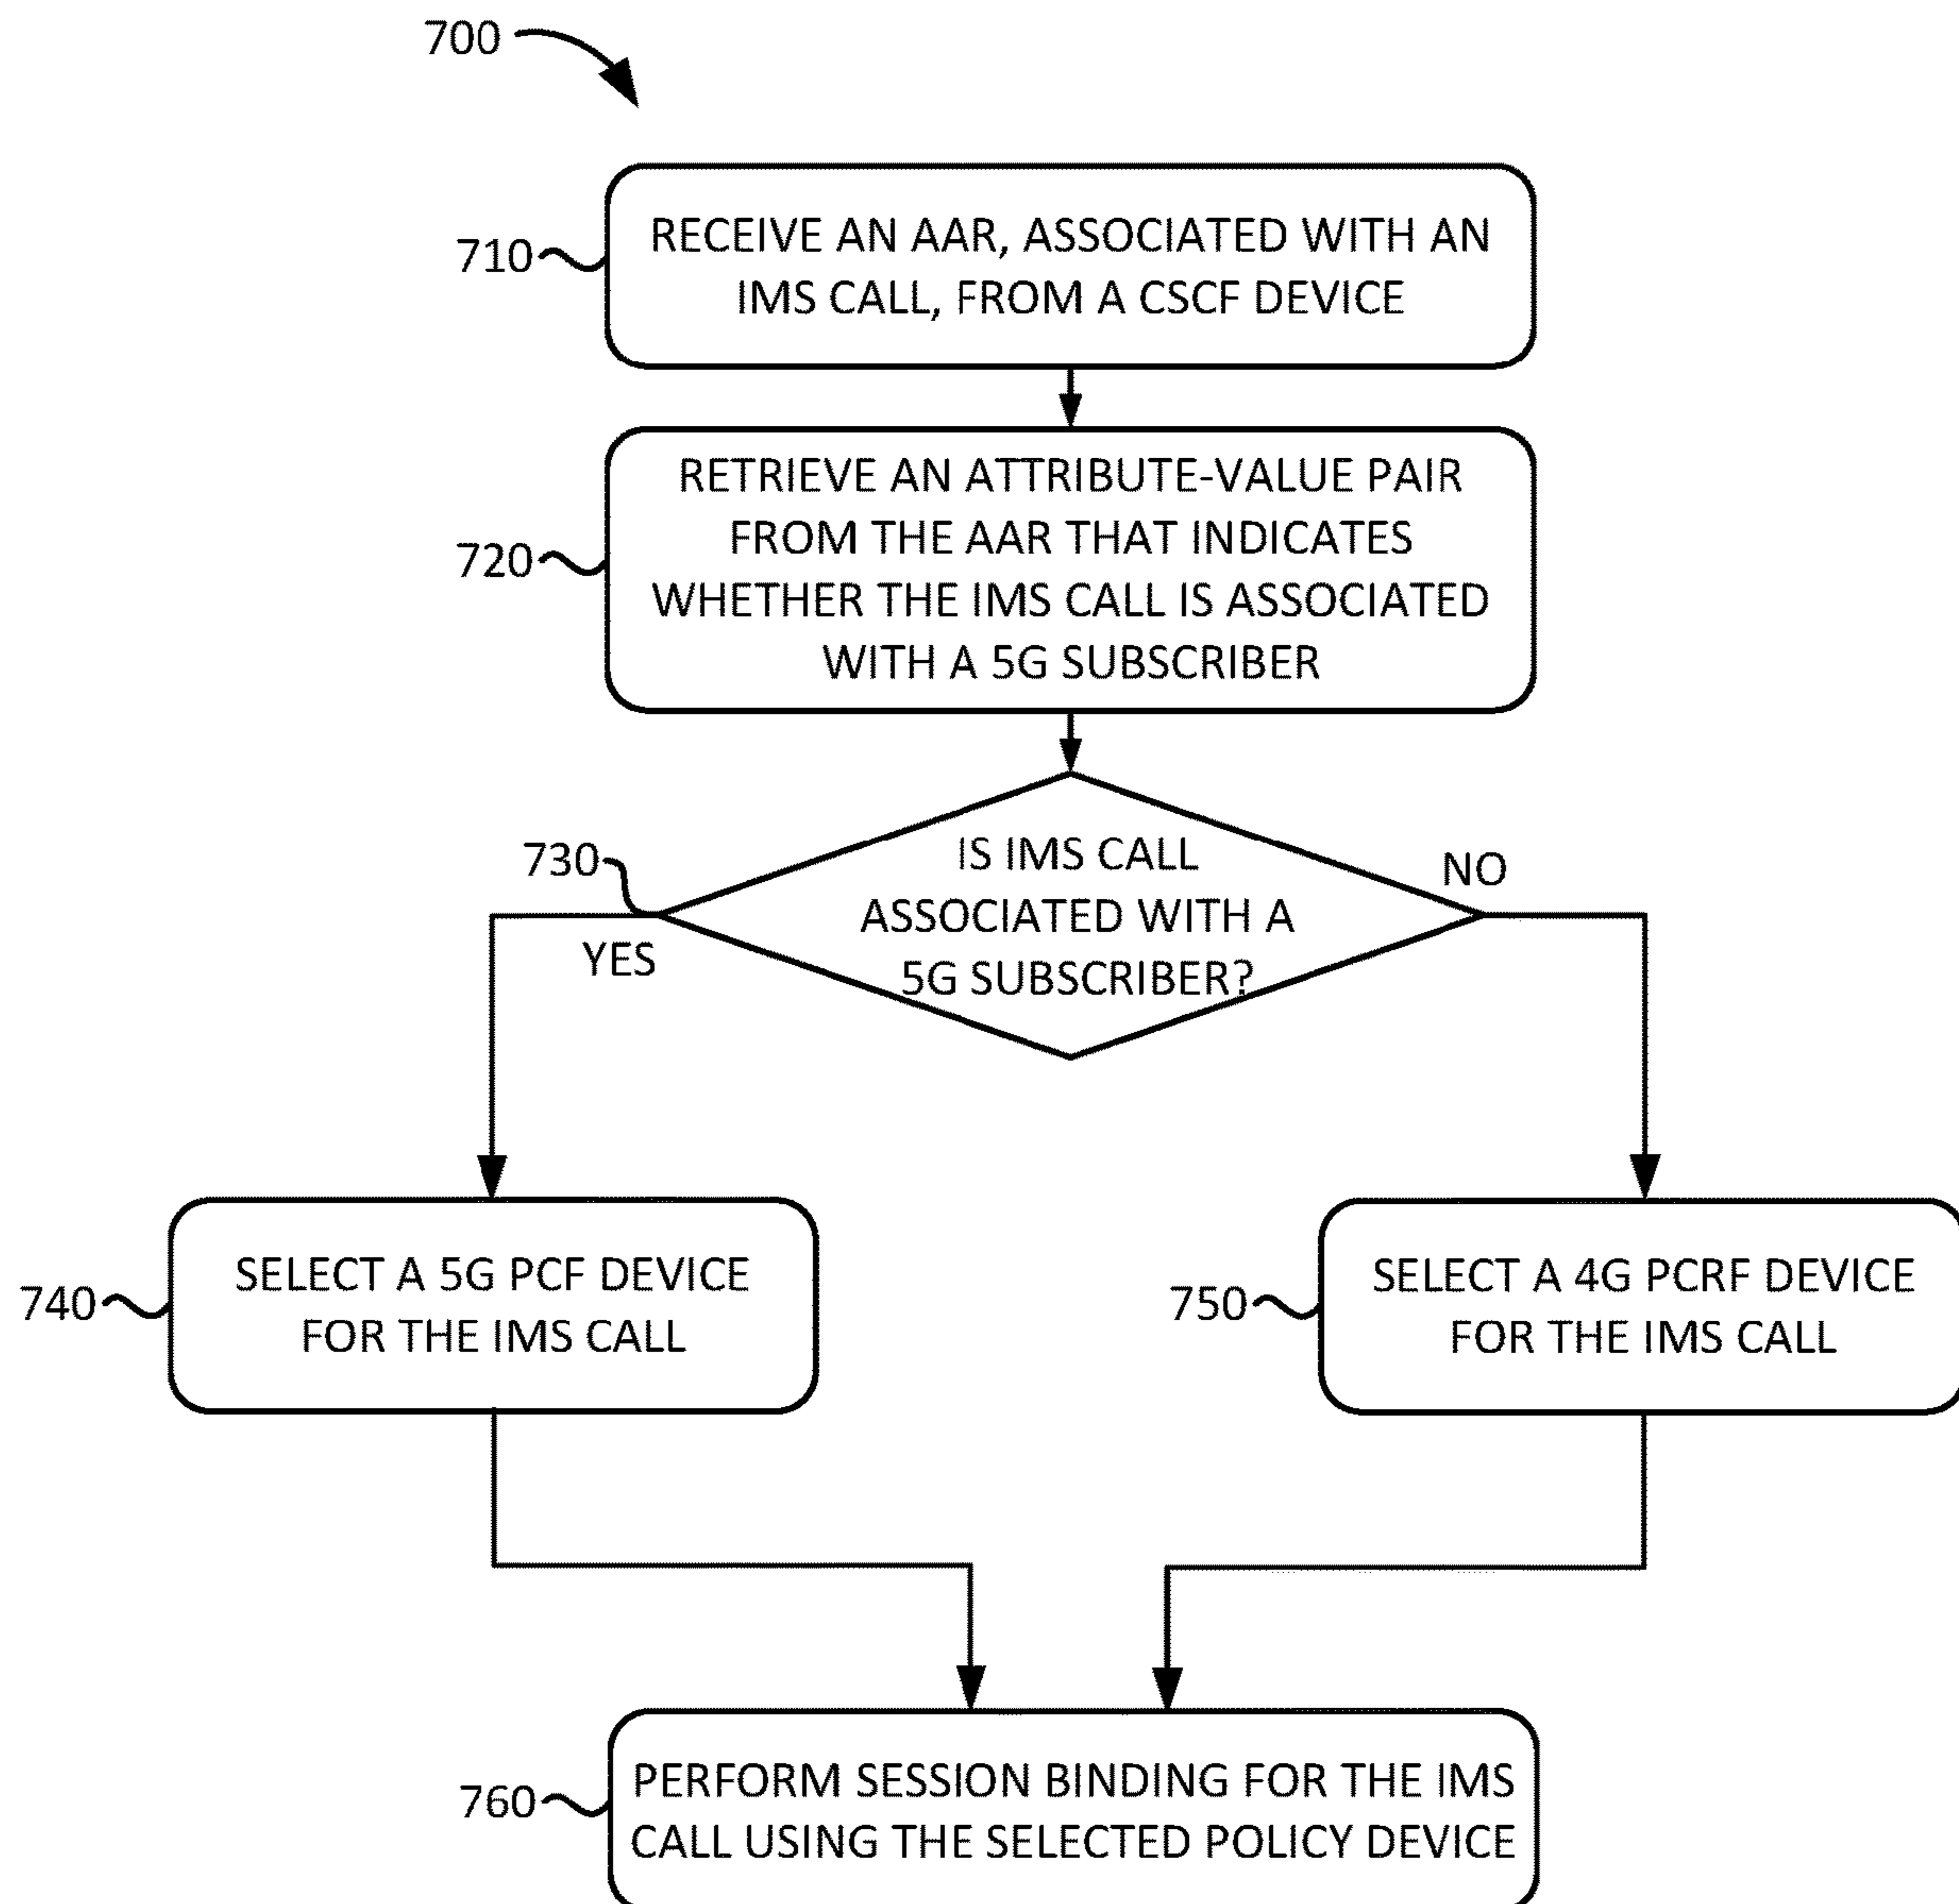 700
710
RECEIVE AN AAR, ASSOCIATED WITH AN
IMS CALL, FROM A CSCF DEVICE
720
RETRIEVE AN ATTRIBUTE-VALUE PAIR
FROM THE AAR THAT INDICATES
WHETHER THE IMS CALL IS ASSOCIATED
WITH A 5G SUBSCRIBER
730
IS IMS CALL
ASSOCIATED WITH A
5G SUBSCRIBER?
NO
YES
740
SELECT A 5G PCF DEVICE
FOR THE IMS CALL
750
SELECT A 4G PCRF DEVICE
FOR THE IMS CALL
760
PERFORM SESSION BINDING FOR THE IMS
CALL USING THE SELECTED POLICY DEVICE